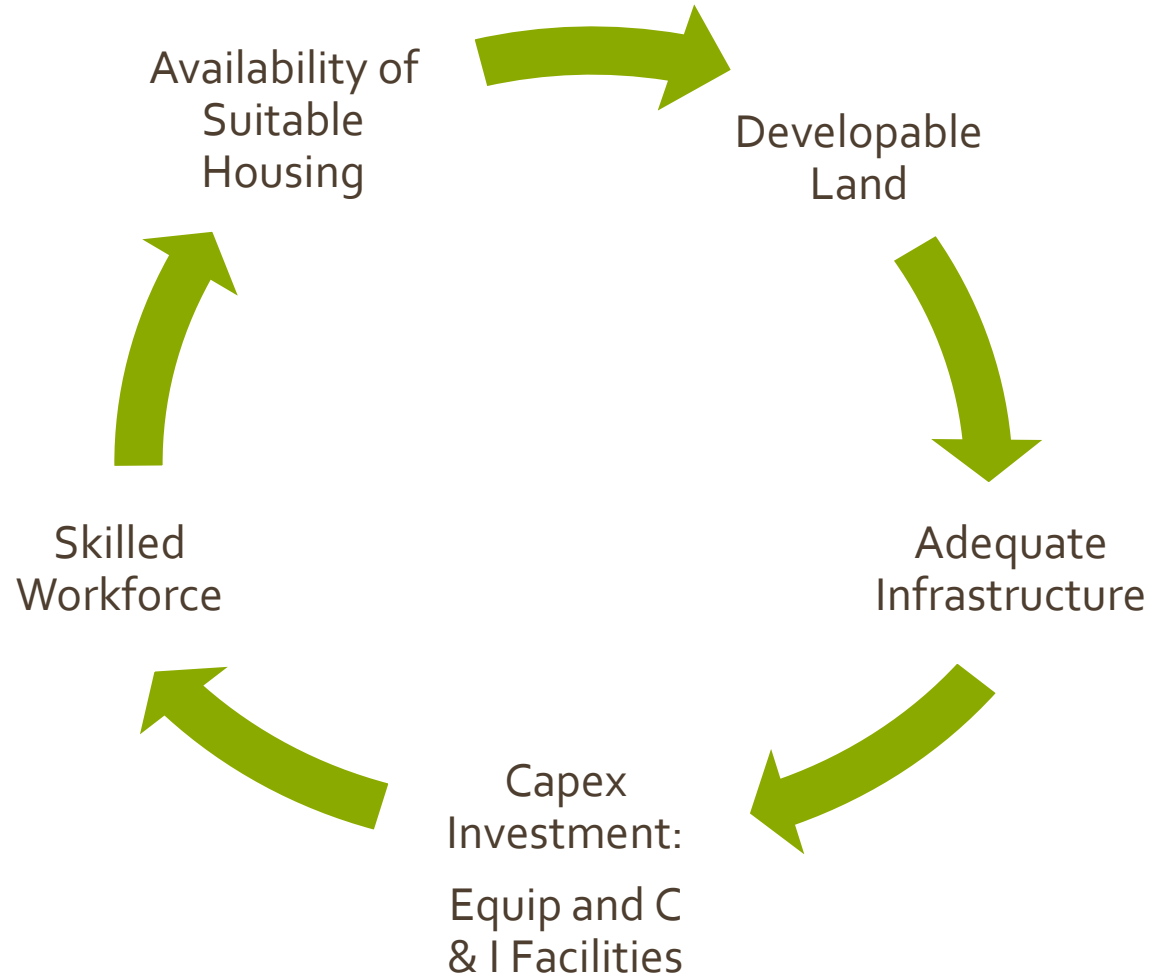 Availability of
Suitable
Housing
Developable
Land
Adequate
Infrastructure
Capex
Investment:
Equip and C
& I Facilities
Skilled
Workforce